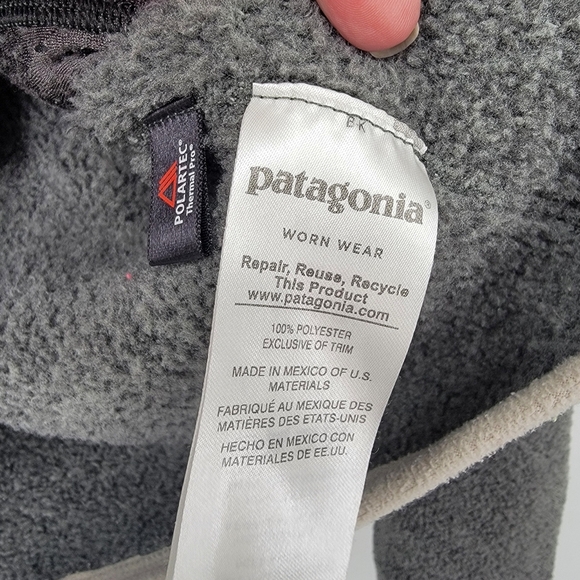 POLARTEC®
Thermal Pro®
BK
patagonia®
WORN WEAR
Repair, Reuse, Recycle
This Product
www.patagonia.com
100% POLYESTER
EXCLUSIVE OF TRIM
MADE IN MEXICO OF U.S.
MATERIALS
FABRIQUÉ AU MEXIQUE DES
MATIÈRES DES ETATS-UNIS
HECHO EN MEXICO CON
MATERIALES DE EE.UU.